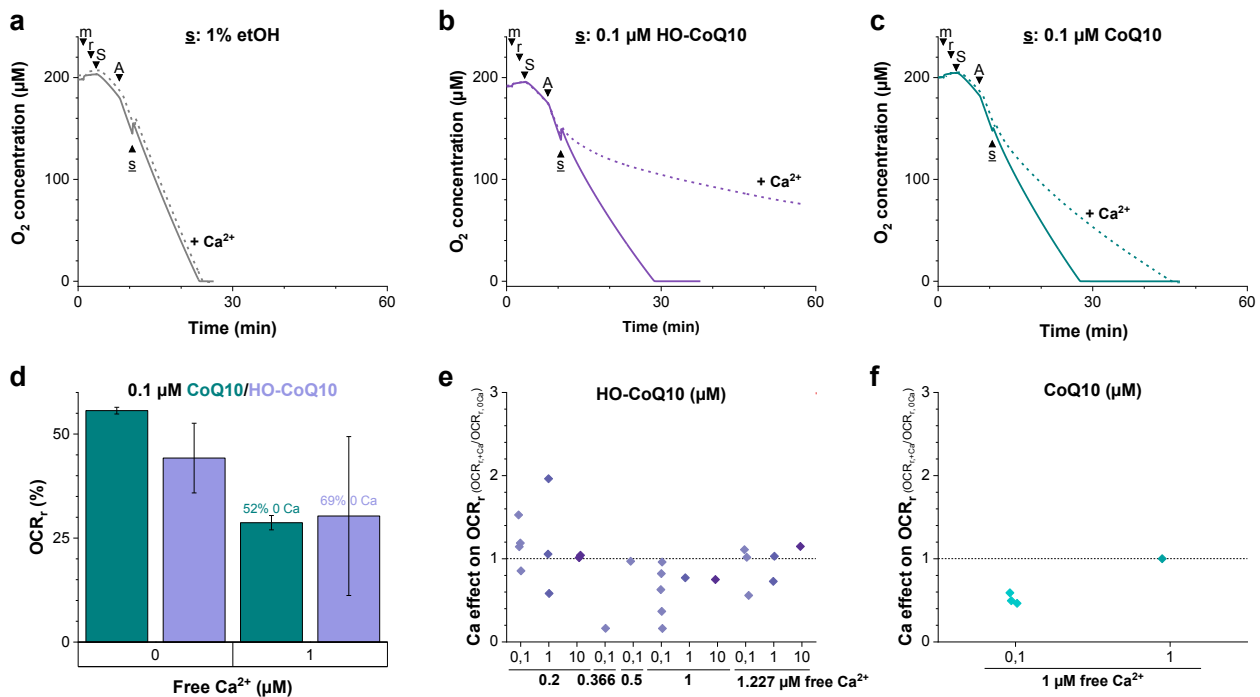 a
s: 1% etOH
m
r
S
A
s
+ Ca²⁺
O₂ concentration (µM)
200
100
0
0 30 60
Time (min)
b
s: 0.1 µM HO-CoQ10
m
r
S
A
s
+ Ca²⁺
O₂ concentration (µM)
200
100
0
0 30 60
Time (min)
c
s: 0.1 µM CoQ10
m
r
S
A
s
+ Ca²⁺
O₂ concentration (µM)
200
100
0
0 30 60
Time (min)
d
0.1 µM CoQ10/HO-CoQ10
OCRᵣ (%)
50
25
0
52% 0 Ca
69% 0 Ca
0 1
Free Ca²⁺ (µM)
e
HO-CoQ10 (µM)
Ca effect on OCRᵣ (OCRr,+Ca/OCRr, 0Ca)
3
2
1
0
0,1 1 10 0,1 0,1 0,1 1 10 0,1 1 10
0.2 0.366 0.5 1 1.227 µM free Ca²⁺
f
CoQ10 (µM)
Ca effect on OCRᵣ (OCRr,+Ca/OCRr, 0Ca)
3
2
1
0
0,1 1
1 µM free Ca²⁺